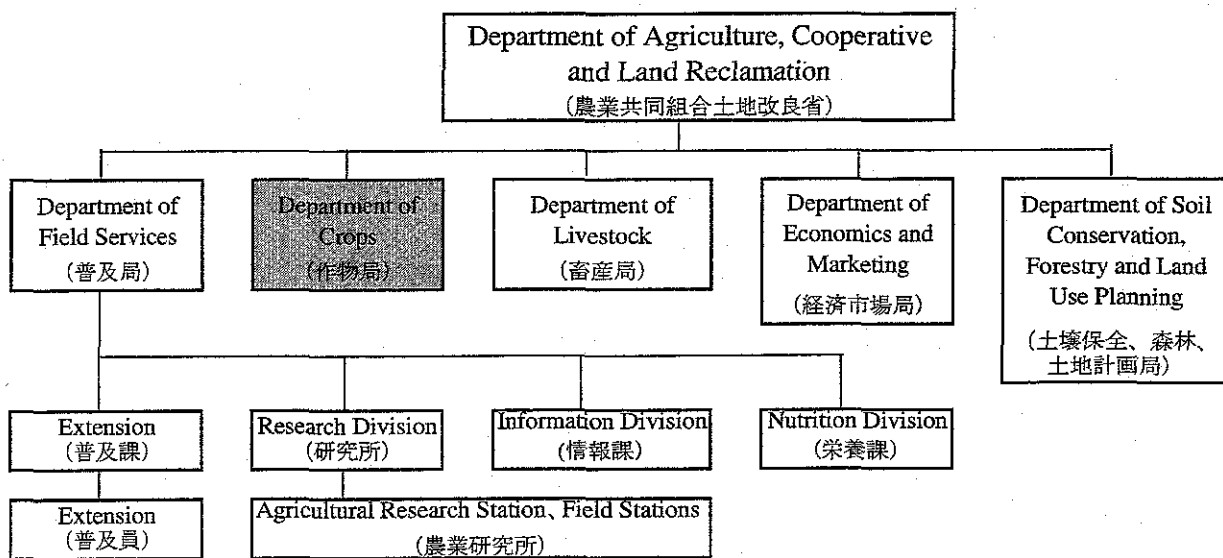 Department of Agriculture, Cooperative
and Land Reclamation
(農業共同組合土地改良省)
Department of
Field Services
(普及局)
Department of
Crops
(作物局)
Department of
Livestock
(畜産局)
Department of
Economics and
Marketing
(経済市場局)
Department of Soil
Conservation,
Forestry and Land
Use Planning
(土壌保全、森林、
土地計画局)
Extension
(普及課)
Research Division
(研究所)
Information Division
(情報課)
Nutrition Division
(栄養課)
Extension
(普及員)
Agricultural Research Station、Field Stations
(農業研究所)